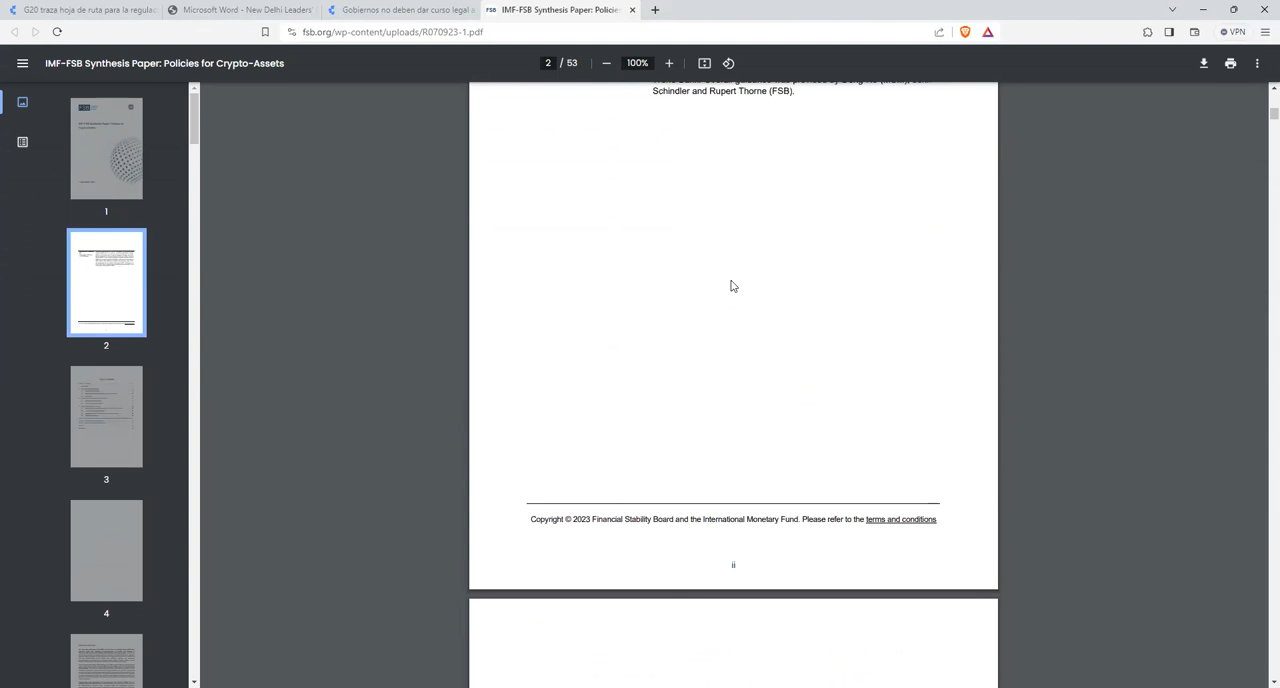 G20 traza hoja de ruta para la regula
Microsoft Word - New Delhi Leaders'
Gobiernos no deben dar curso legal a
FSB IMF-FSB Synthesis Paper: Policies
fsb.org/wp-content/uploads/R070923-1.pdf
VPN
IMF-FSB Synthesis Paper: Policies for Crypto-Assets
2 / 53
100%
Schindler and Rupert Thorne (FSB).
1
2
3
4
Copyright © 2023 Financial Stability Board and the International Monetary Fund. Please refer to the terms and conditions
ii